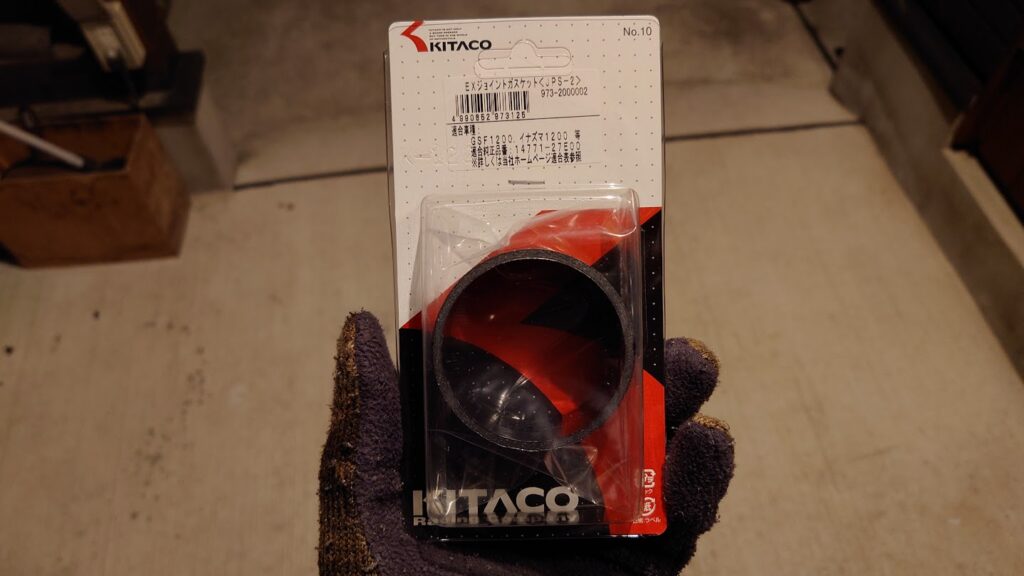 KITACO
No.10
EXジョイントガスケット<JPS-2>
973-2000002
4 990852 973125
適合車種：
GSF1200、イナズマ1200 等
適合純正品番：14771-27E00
※詳しくは当社ホームページ適合表参照
KITACO